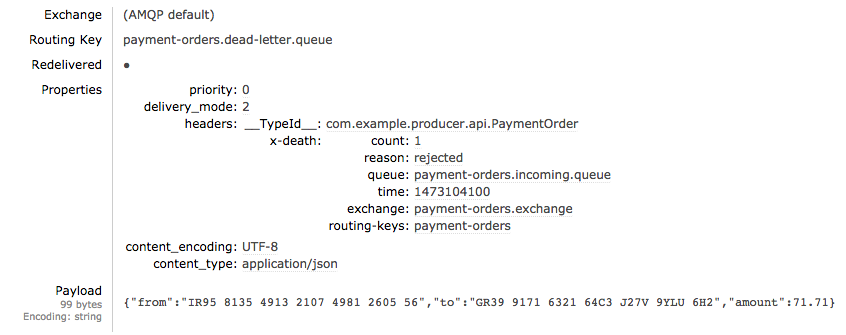 Exchange (AMQP default)
Routing Key payment-orders.dead-letter.queue
Redelivered ●
Properties priority: 0
delivery_mode: 2
headers: __TypeId__: com.example.producer.api.PaymentOrder
x-death: count: 1
reason: rejected
queue: payment-orders.incoming.queue
time: 1473104100
exchange: payment-orders.exchange
routing-keys: payment-orders
content_encoding: UTF-8
content_type: application/json
Payload
99 bytes
Encoding: string
{"from":"IR95 8135 4913 2107 4981 2605 56","to":"GR39 9171 6321 64C3 J27V 9YLU 6H2","amount":71.71}